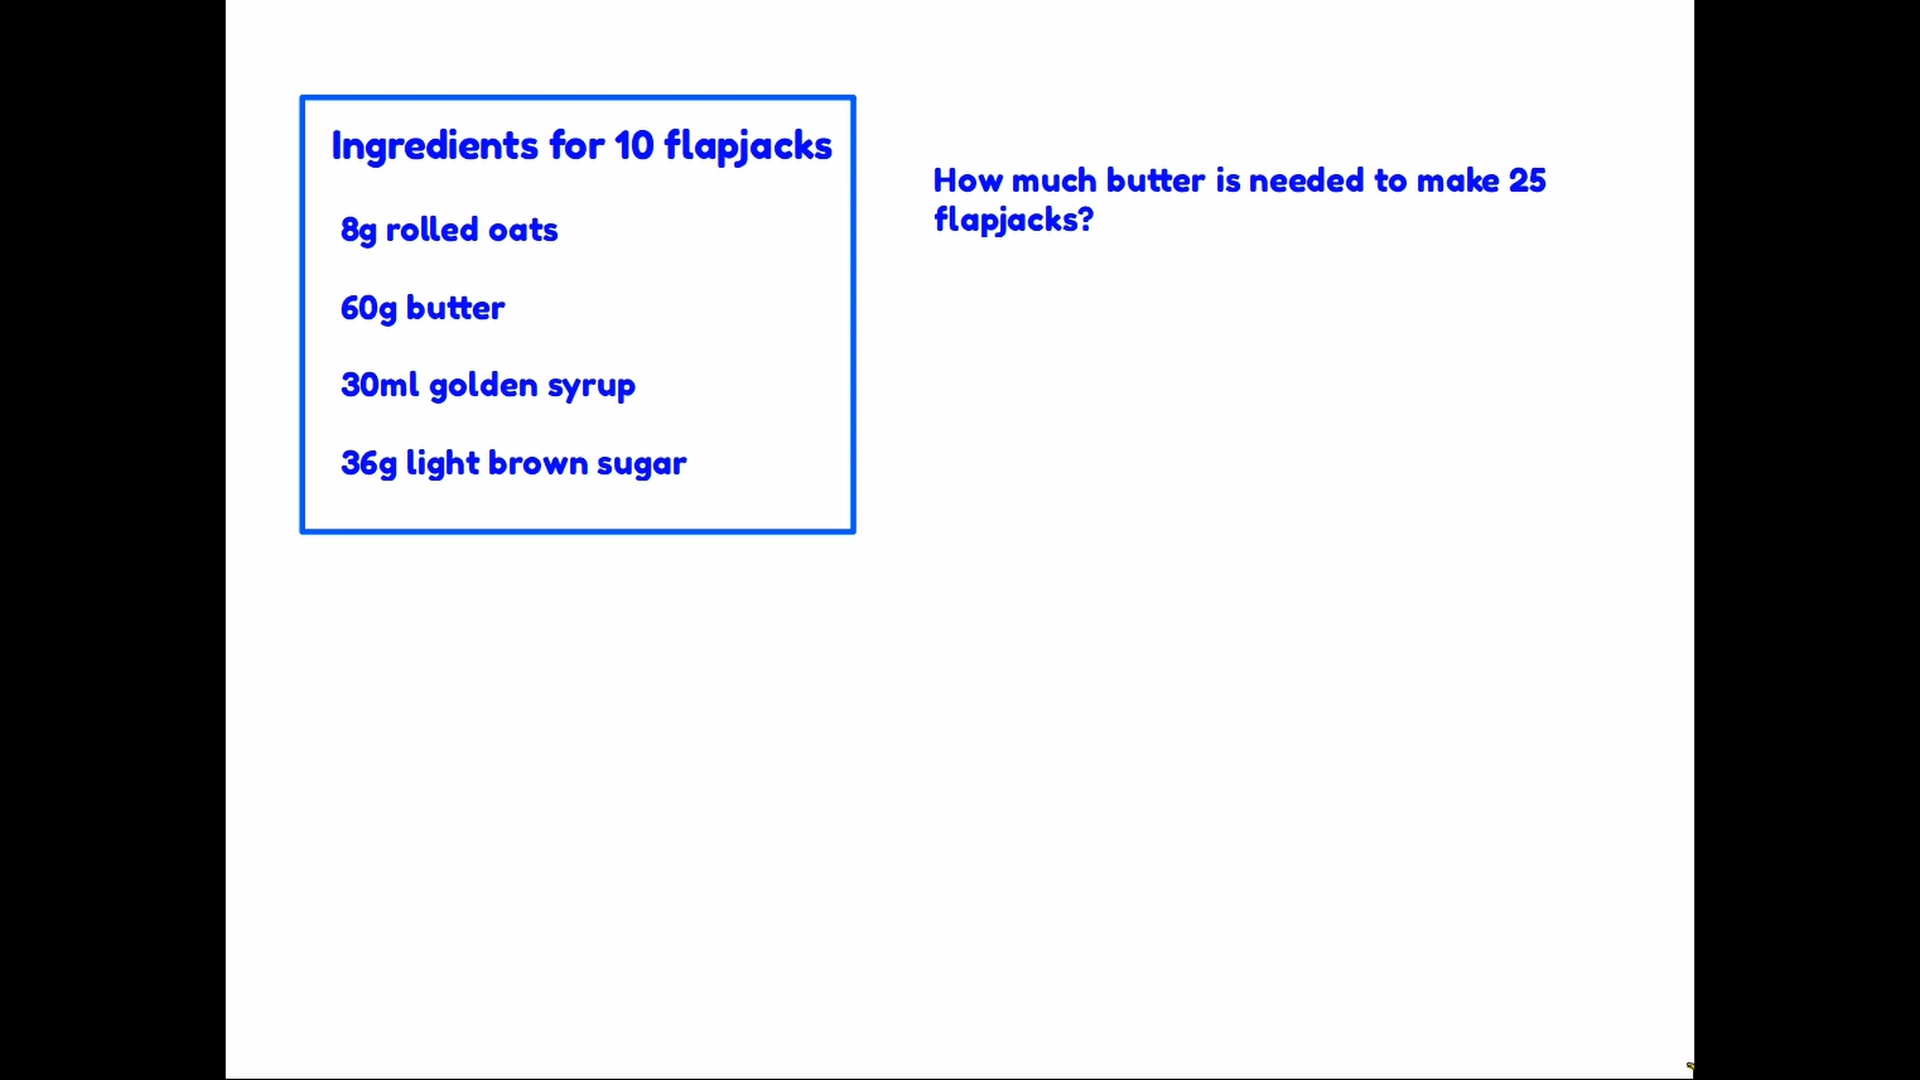 Ingredients for 10 flapjacks
8g rolled oats
60g butter
30ml golden syrup
36g light brown sugar
How much butter is needed to make 25
flapjacks?